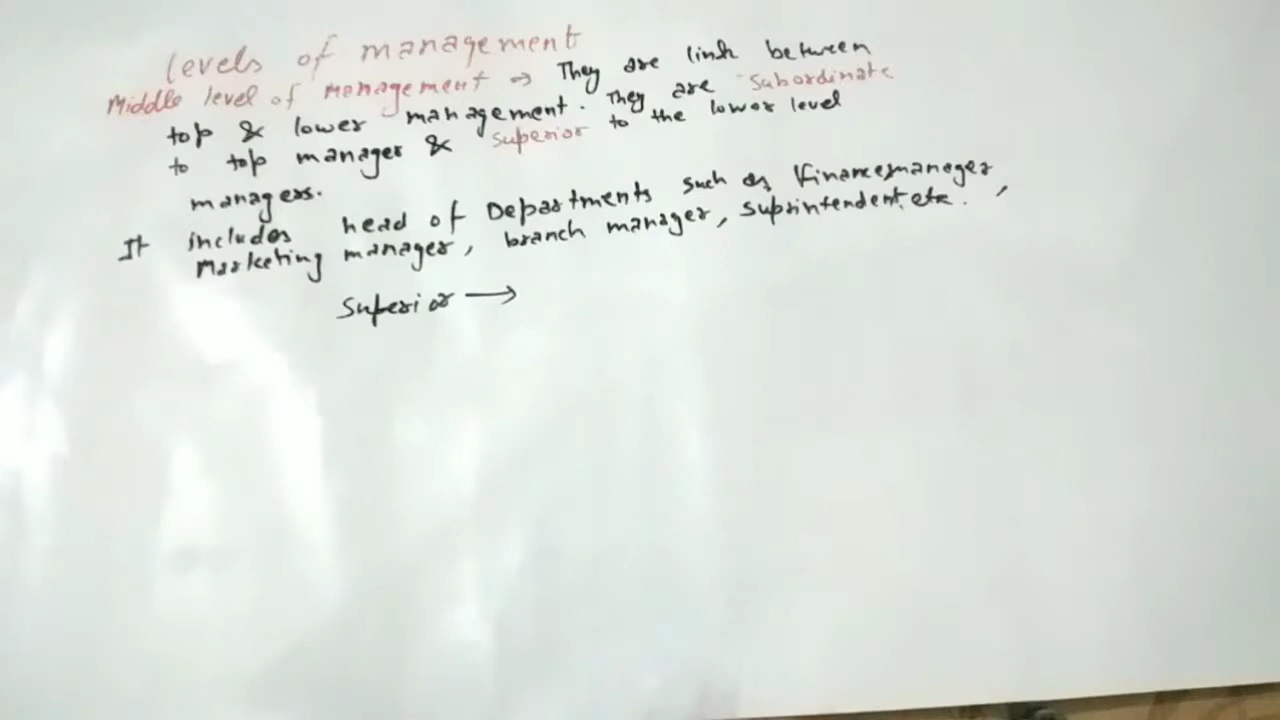 levels of management
Middle level of management → They are link between
top & lower management. They are subordinate
to top manager & superior to the lower level
managers.
It includes head of Departments such as Finance manager,
Marketing manager, branch manager, suprintendent etc.
Superior →